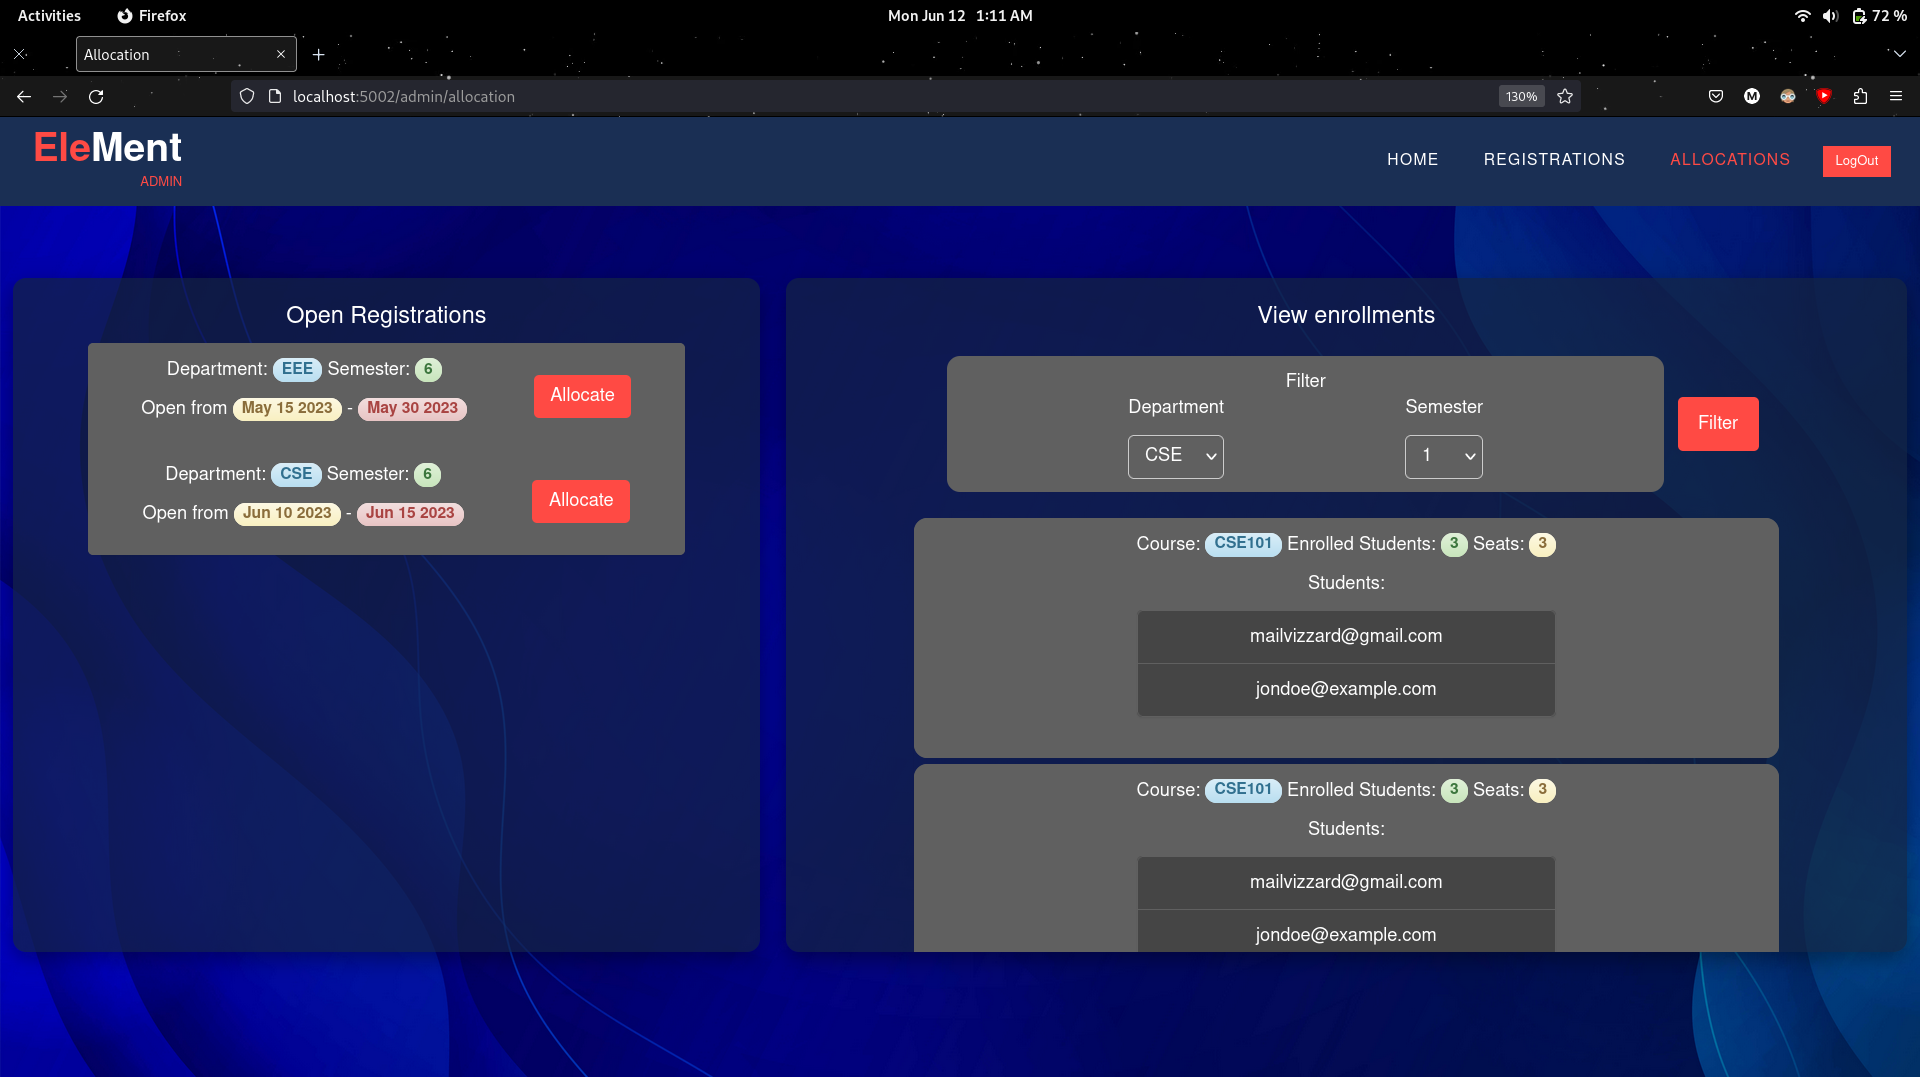 Activities Firefox Mon Jun 12 1:11 AM 72 %
Allocation
localhost:5002/admin/allocation 130% M
EleMent
ADMIN
HOME REGISTRATIONS ALLOCATIONS LogOut
Open Registrations
Department: EEE Semester: 6
Open from May 15 2023 - May 30 2023
Allocate
Department: CSE Semester: 6
Open from Jun 10 2023 - Jun 15 2023
Allocate
View enrollments
Filter
Department Semester
CSE 1
Filter
Course: CSE101 Enrolled Students: 3 Seats: 3
Students:
mailvizzard@gmail.com
jondoe@example.com
Course: CSE101 Enrolled Students: 3 Seats: 3
Students:
mailvizzard@gmail.com
jondoe@example.com